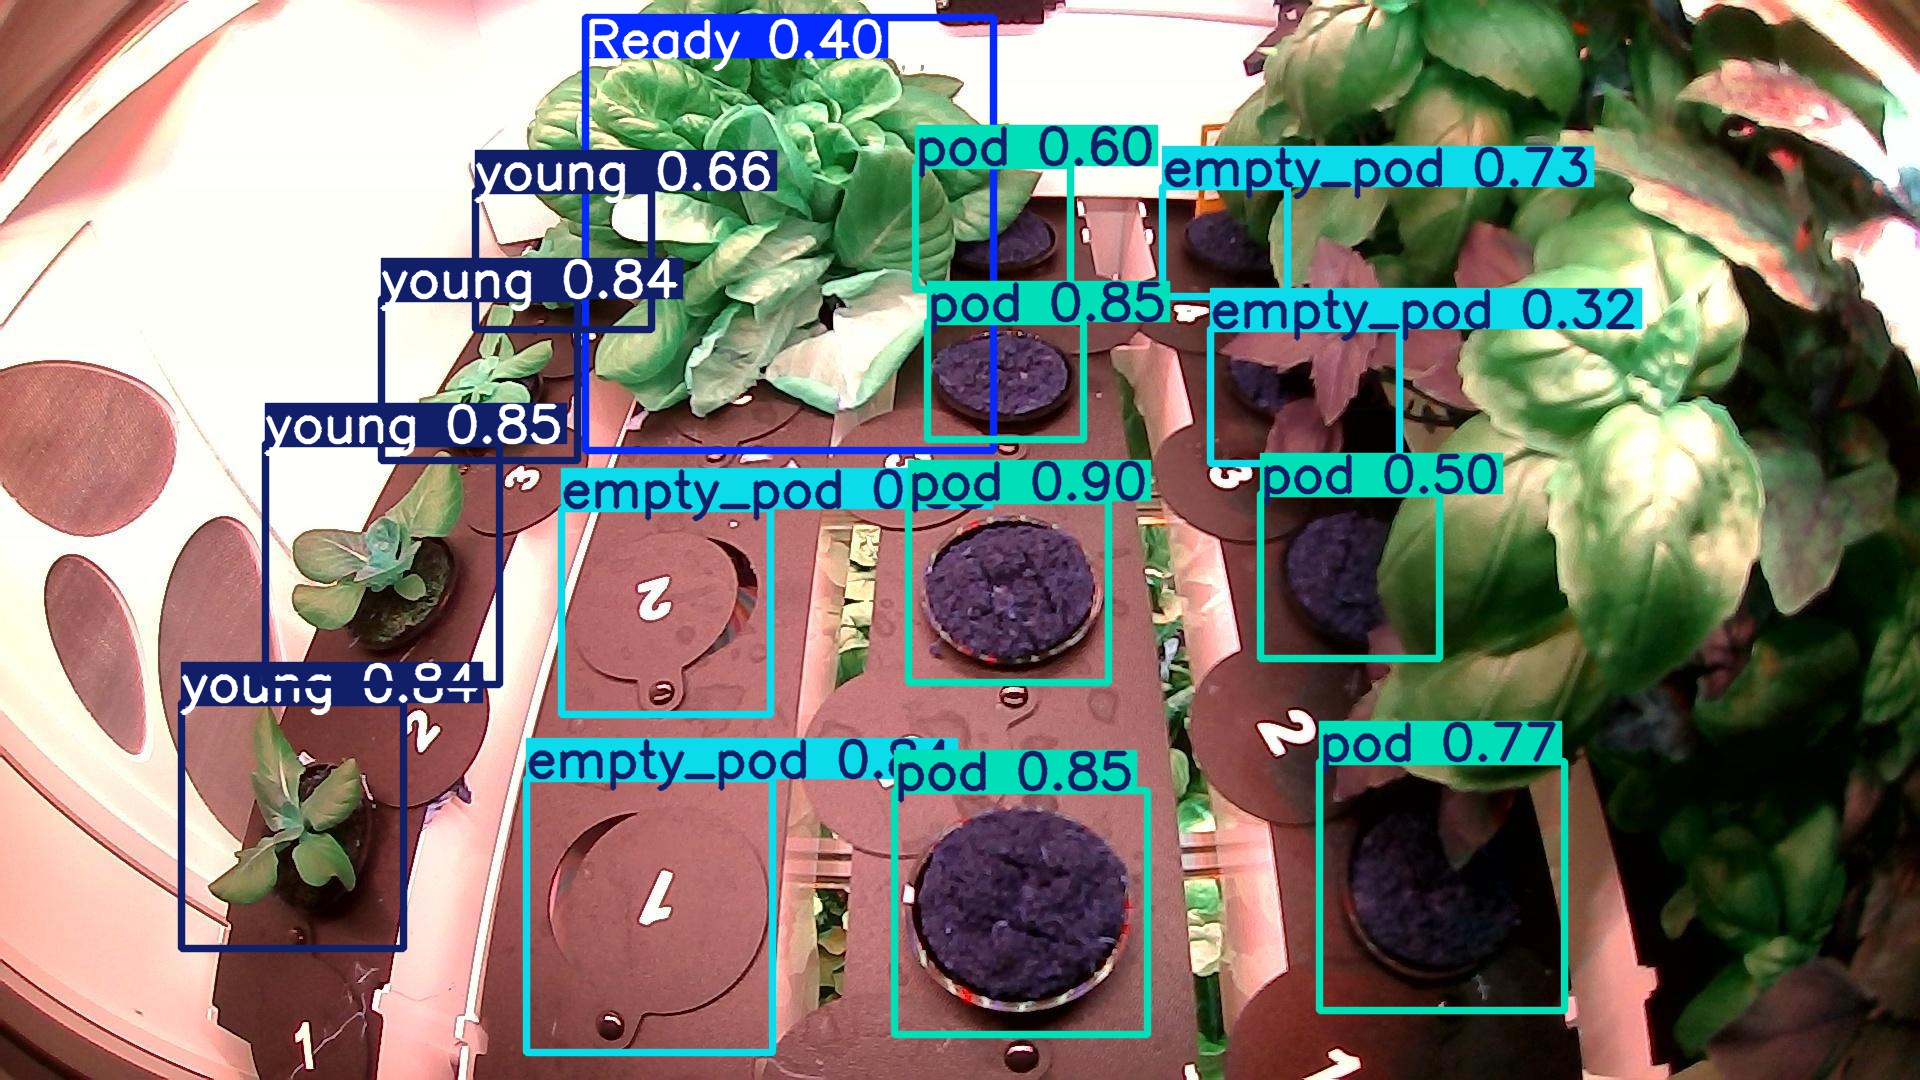 Ready 0.40
pod 0.60
young 0.66
empty_pod 0.73
young 0.84
pod 0.85
empty_pod 0.32
4
young 0.85
3
3
pod 0.90
pod 0.50
empty_pod
2
young 0.84
2
2
pod 0.77
empty_pod
pod 0.85
1
1
1